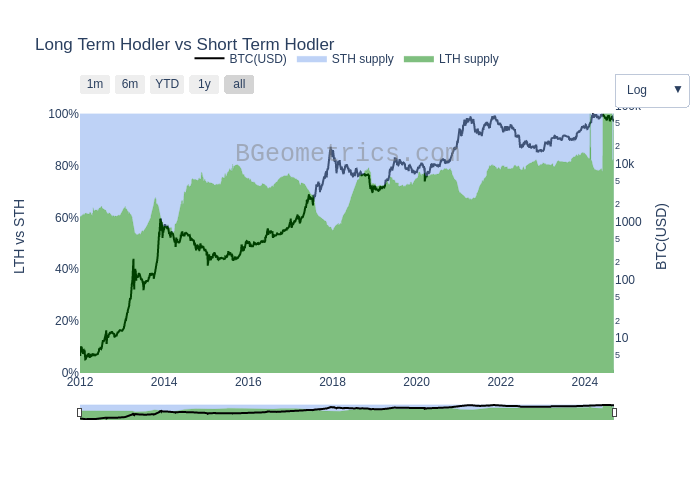 Long Term Hodler vs Short Term Hodler
BTC(USD) STH supply LTH supply
1m 6m YTD 1y all
Log ▼
BGeometrics.com
LTH vs STH
100%
80%
60%
40%
20%
0%
100k
5
2
10k
5
2
1000
5
2
100
5
2
10
5
BTC(USD)
2012 2014 2016 2018 2020 2022 2024